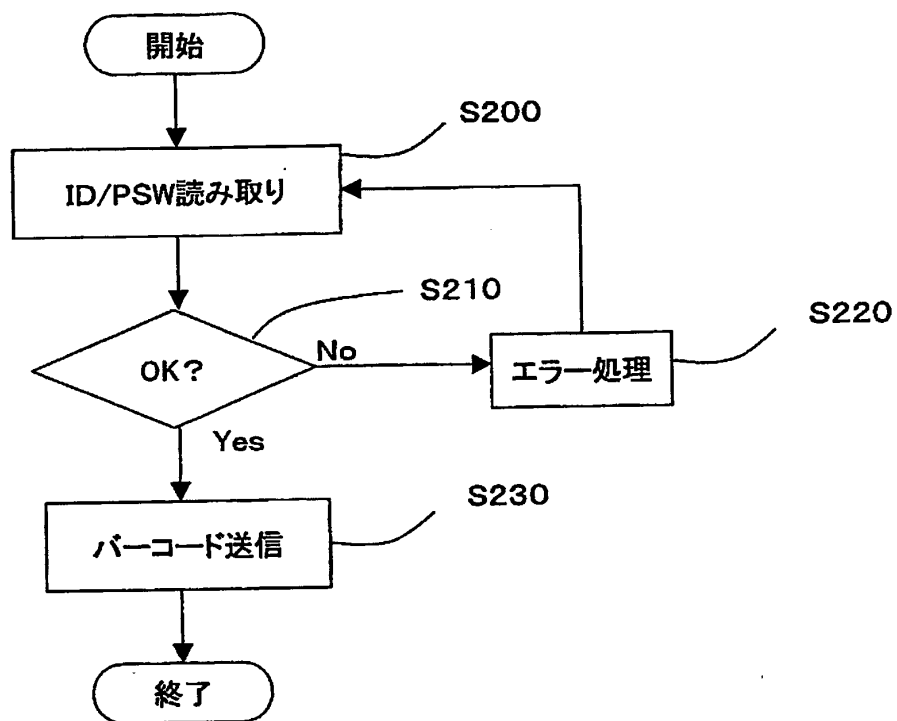 開始
S200
ID/PSW読み取り
S210
OK?
No
S220
エラー処理
Yes
S230
バーコード送信
終了